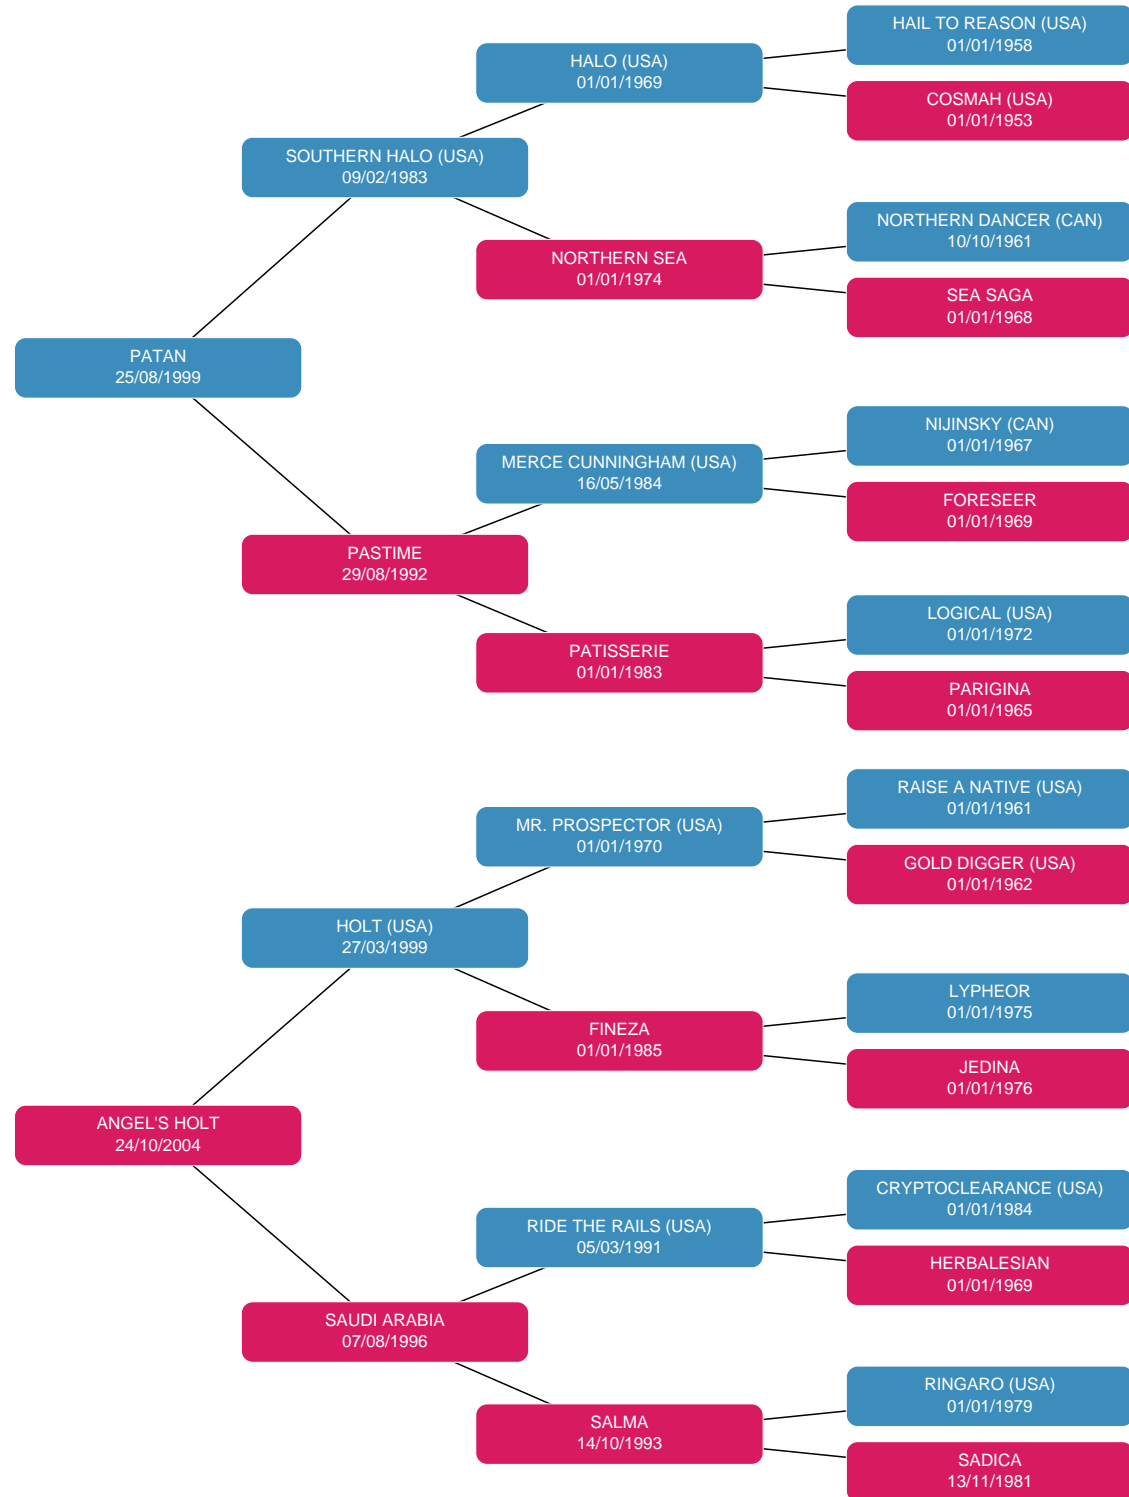 HAIL TO REASON (USA)
01/01/1958
HALO (USA)
01/01/1969
COSMAH (USA)
01/01/1953
SOUTHERN HALO (USA)
09/02/1983
NORTHERN DANCER (CAN)
10/10/1961
NORTHERN SEA
01/01/1974
SEA SAGA
01/01/1968
PATAN
25/08/1999
NIJINSKY (CAN)
01/01/1967
MERCE CUNNINGHAM (USA)
16/05/1984
FORESEER
01/01/1969
PASTIME
29/08/1992
LOGICAL (USA)
01/01/1972
PATISSERIE
01/01/1983
PARIGINA
01/01/1965
RAISE A NATIVE (USA)
01/01/1961
MR. PROSPECTOR (USA)
01/01/1970
GOLD DIGGER (USA)
01/01/1962
HOLT (USA)
27/03/1999
LYPHEOR
01/01/1975
FINEZA
01/01/1985
JEDINA
01/01/1976
ANGEL'S HOLT
24/10/2004
CRYPTOCLEARANCE (USA)
01/01/1984
RIDE THE RAILS (USA)
05/03/1991
HERBALESIAN
01/01/1969
SAUDI ARABIA
07/08/1996
RINGARO (USA)
01/01/1979
SALMA
14/10/1993
SADICA
13/11/1981